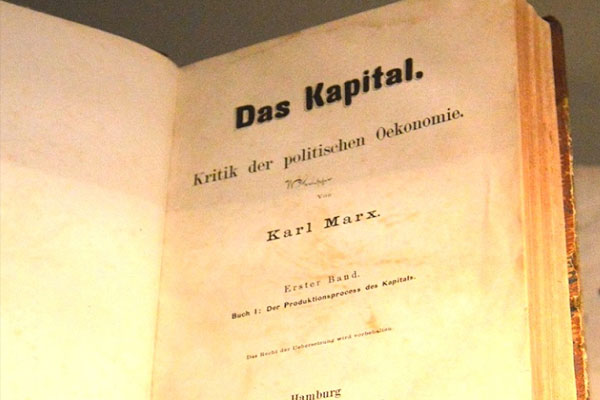 Das Kapital.
Kritik der politischen Oekonomie.
Von
Karl Marx.
Erster Band.
Buch I: Der Produktionsprocess des Kapitals.
Das Recht der Uebersetzung wird vorbehalten.
Hamburg